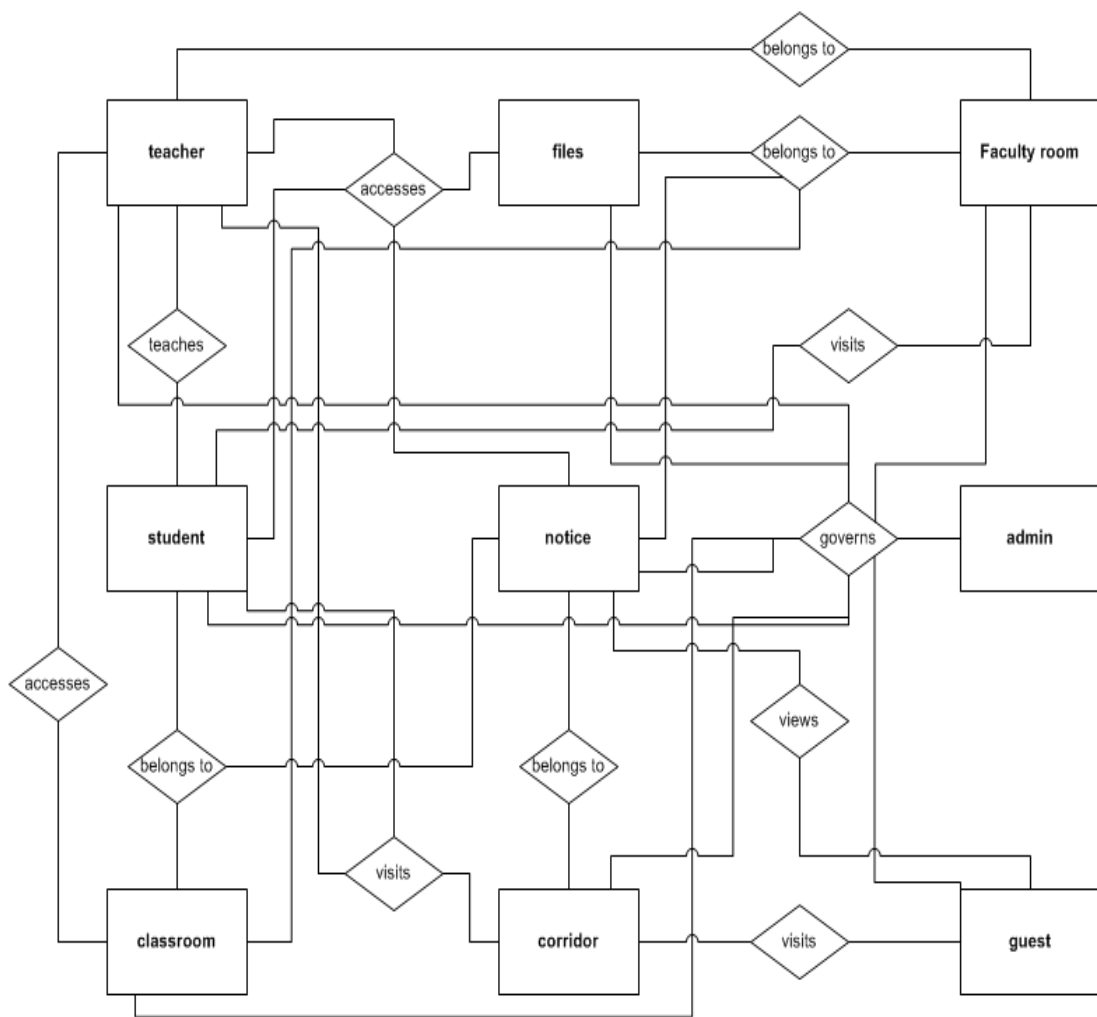 belongs to
teacher
files
belongs to
Faculty room
accesses
teaches
visits
student
notice
governs
admin
accesses
views
belongs to
belongs to
visits
classroom
corridor
visits
guest